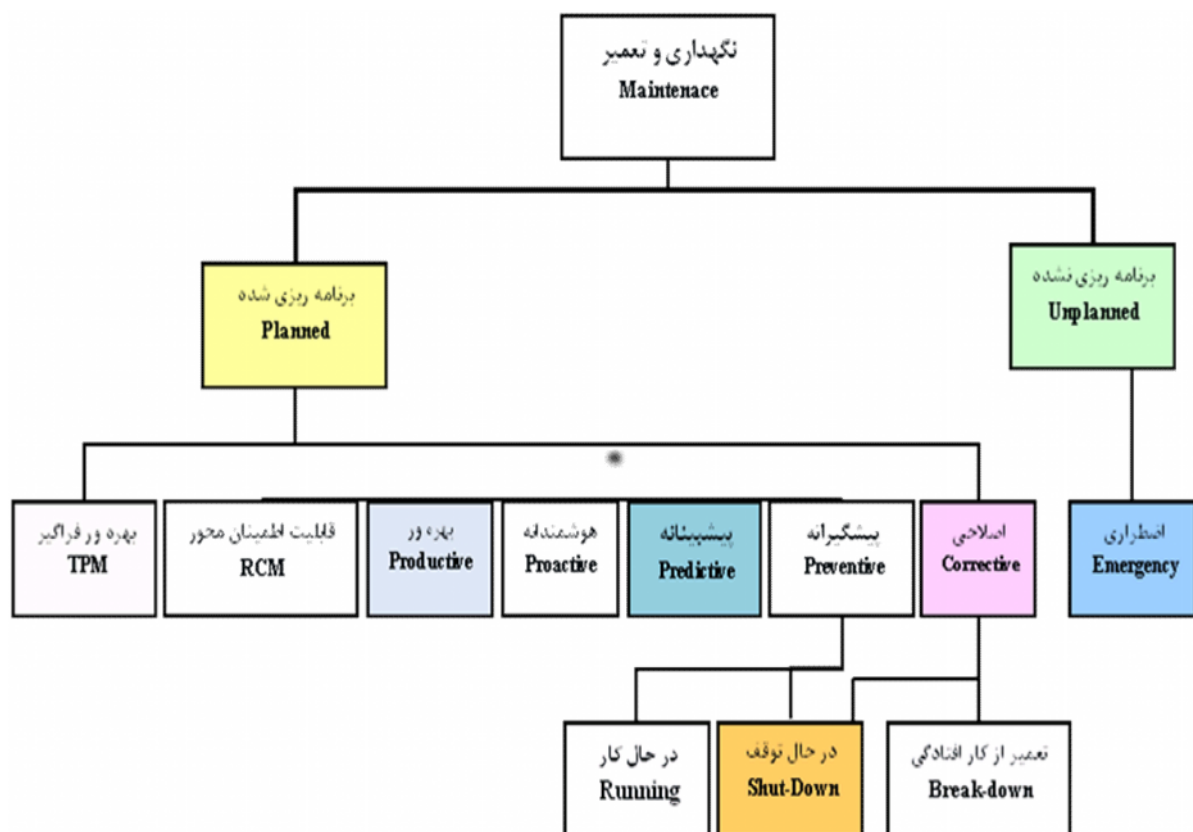 نگهداری و تعمیر
Maintenace
برنامه ریزی شده
Planned
برنامه ریزی نشده
Unplanned
بهره ور فراگیر
TPM
قابلیت اطمینان محور
RCM
بهره ور
Productive
هوشمندانه
Proactive
پیشبینانه
Predictive
پیشگیرانه
Preventive
اصلاحی
Corrective
اضطراری
Emergency
در حال کار
Running
در حال توقف
Shut-Down
تعمیر از کار افتادگی
Break-down